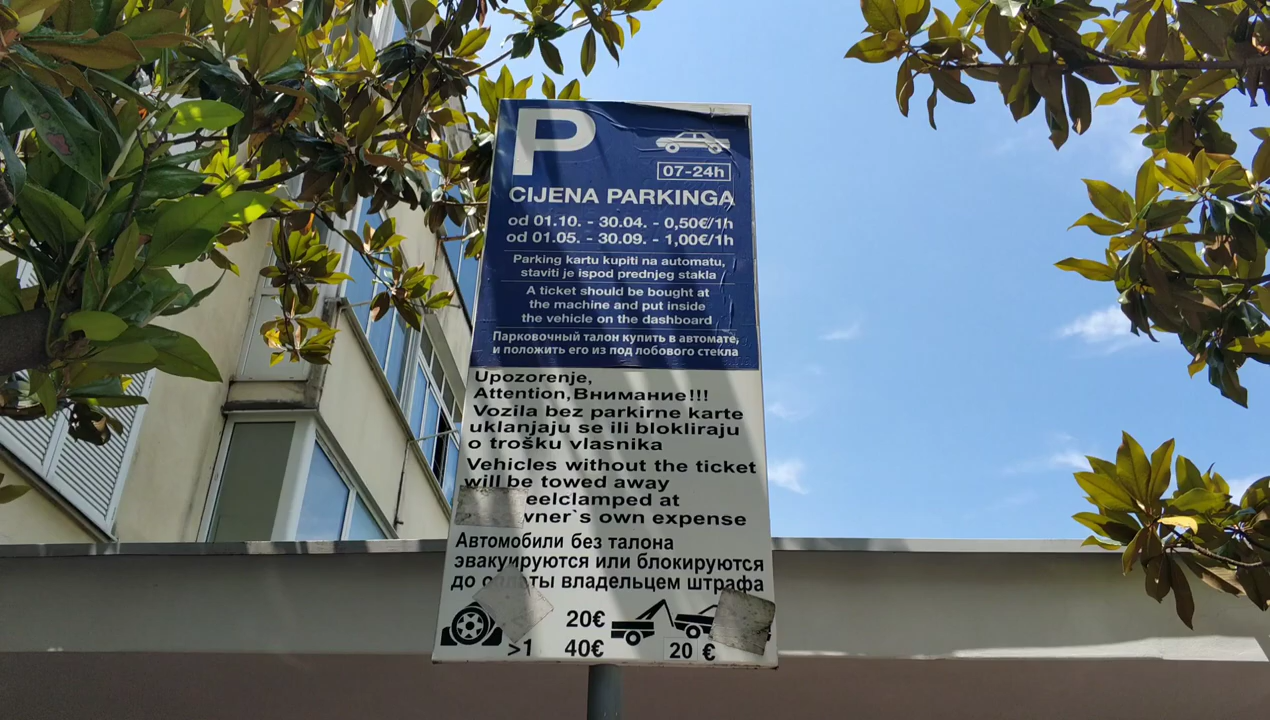 P
07-24h
CIJENA PARKINGA
od 01.10. - 30.04. - 0,50€/1h
od 01.05. - 30.09. - 1,00€/1h
Parking kartu kupiti na automatu,
staviti je ispod prednjeg stakla
A ticket should be bought at
the machine and put inside
the vehicle on the dashboard
Парковочный талон купить в автомате,
и положить его из под лобового стекла
Upozorenje,
Attention,Внимание!!!
Vozila bez parkirne karte
uklanjaju se ili blokliraju
o trošku vlasnika
Vehicles without the ticket
will be towed away
eelclamped at
wner`s own expense
Автомобили без талона
эвакуируются или блокируются
до оплаты владельцем штрафа
20€
>1 40€ 20 €